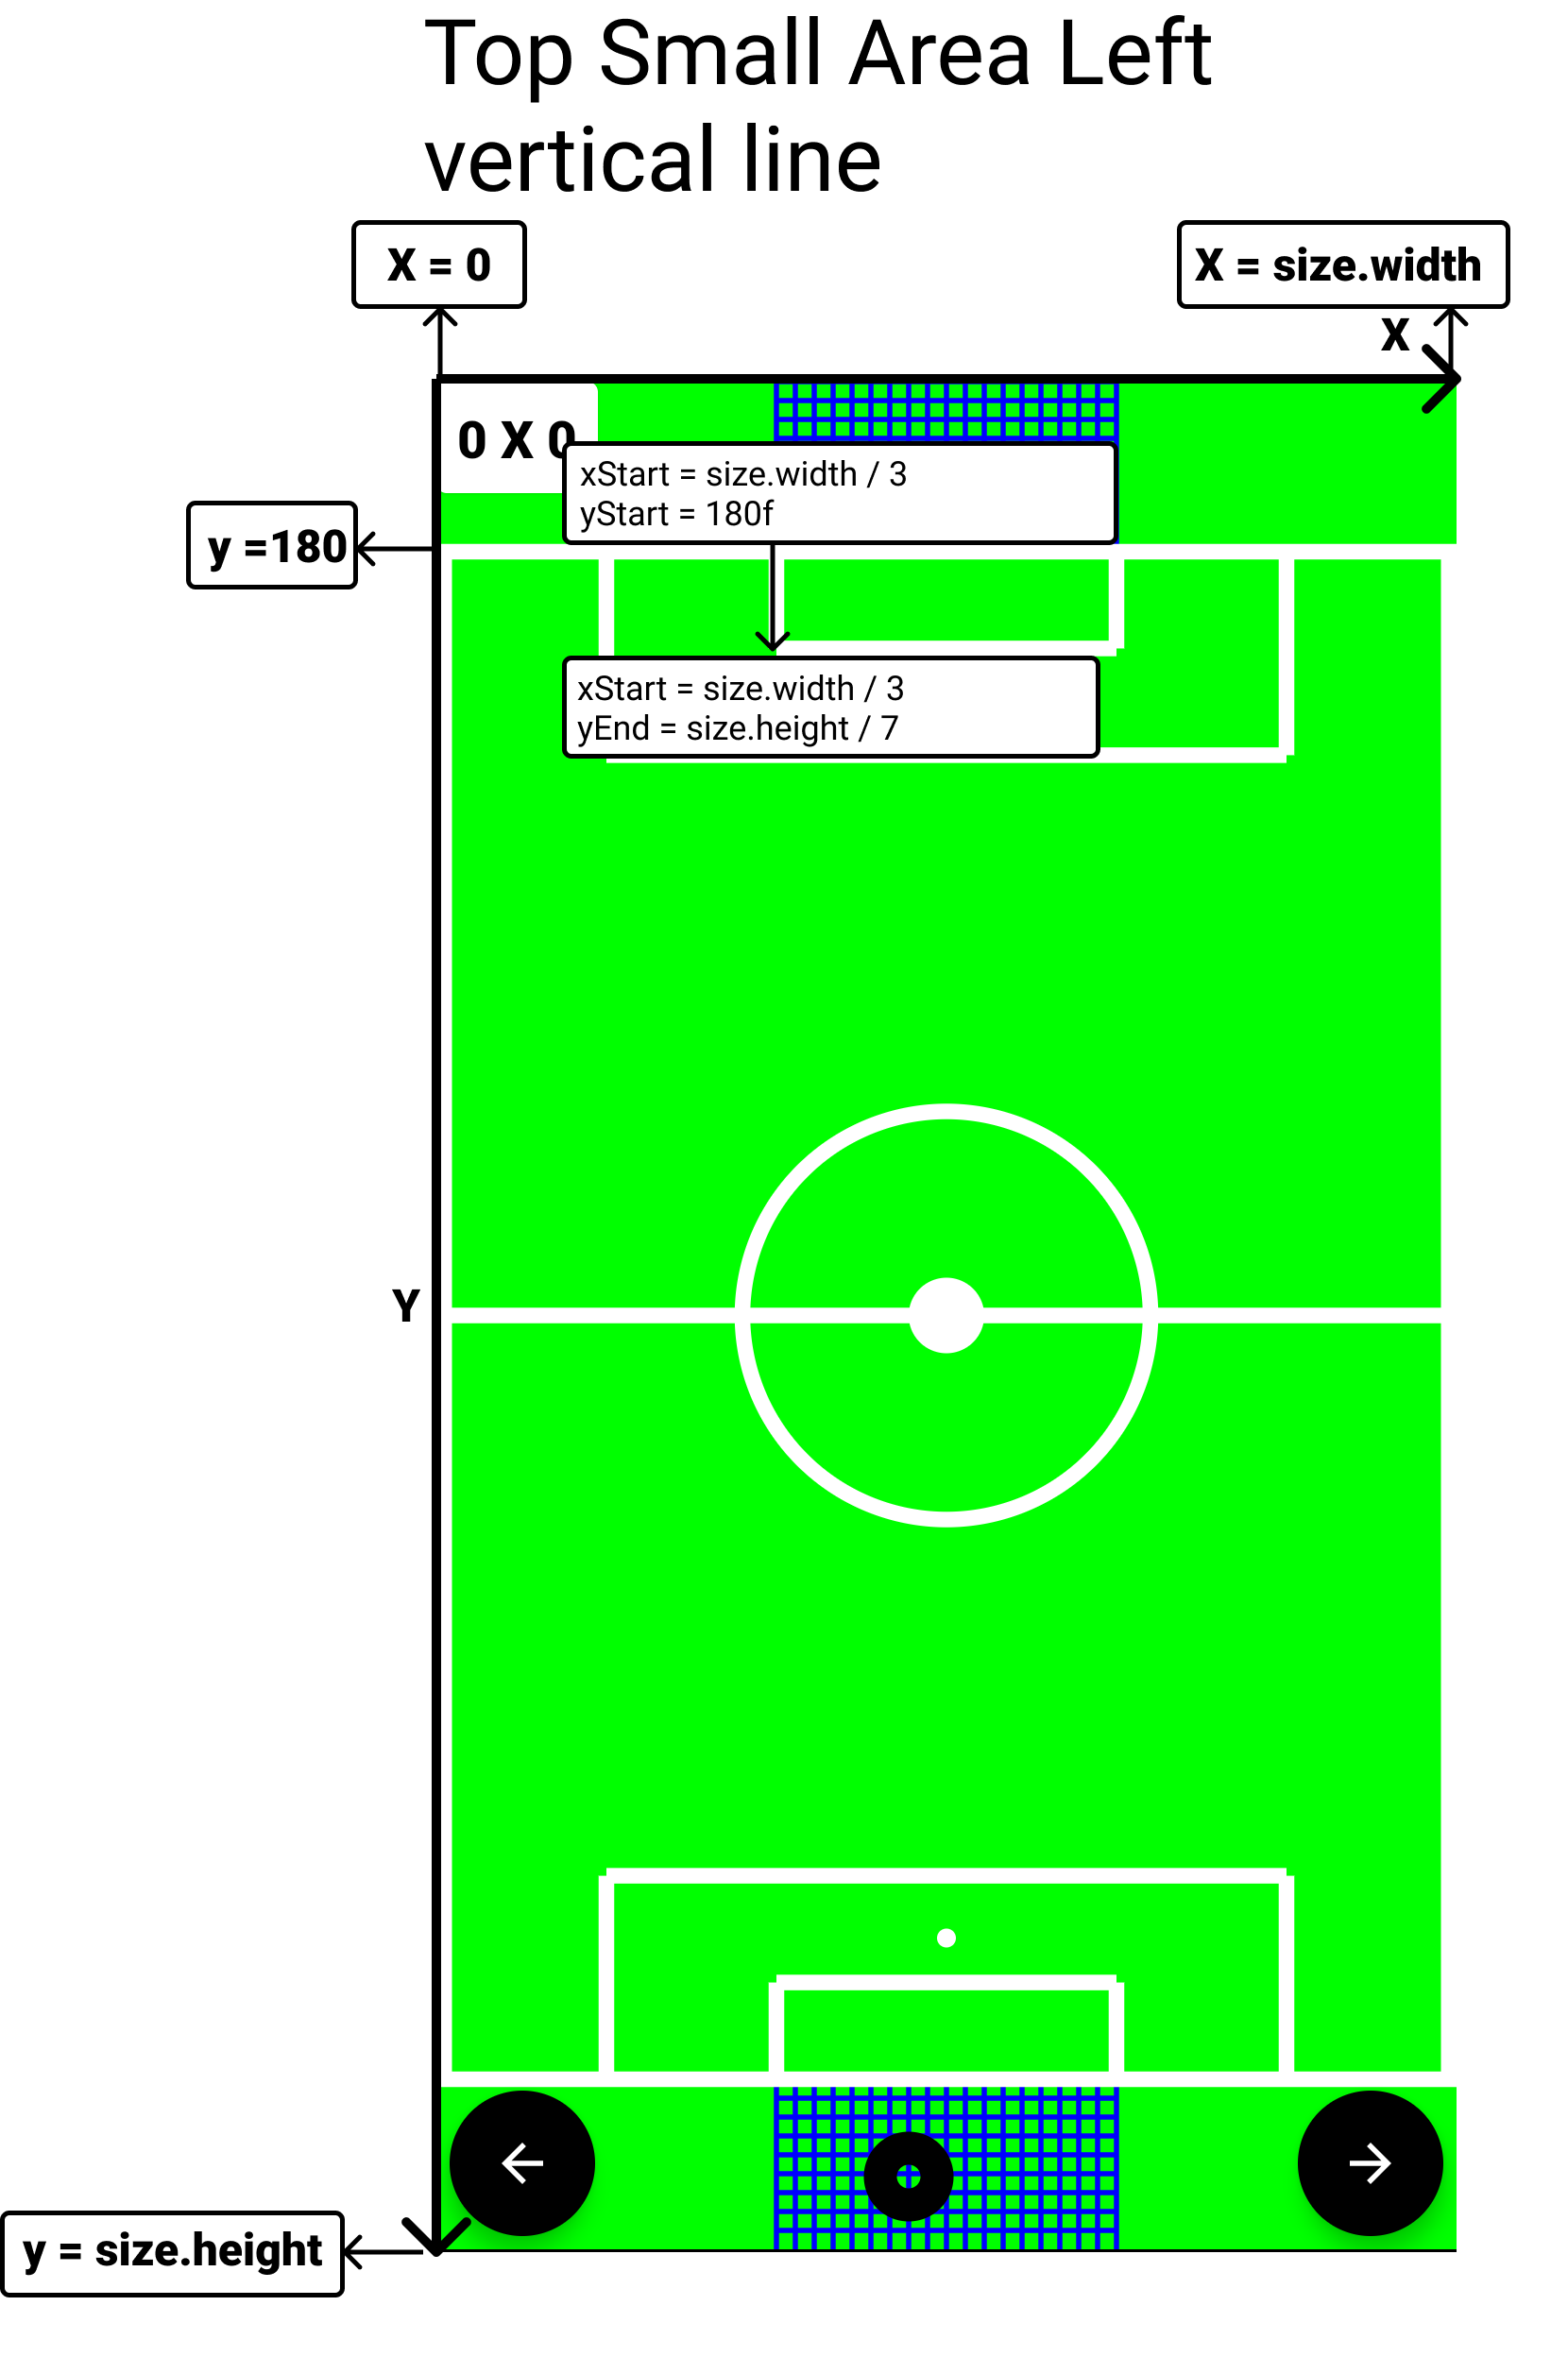 Top Small Area Left
vertical line
X = 0
X = size.width
X
0 X 0
xStart = size.width / 3
yStart = 180f
y =180
xStart = size.width / 3
yEnd = size.height / 7
Y
y = size.height